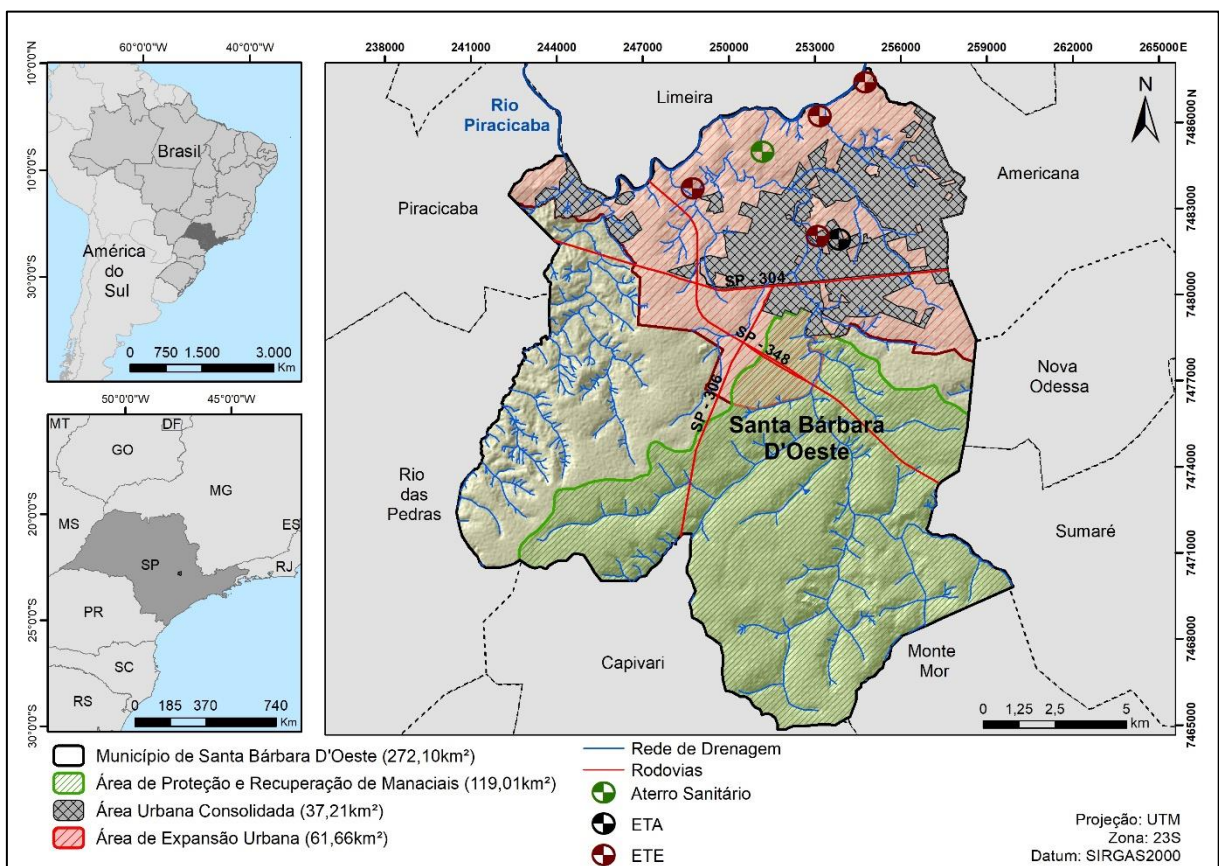 60°0'0"W 40°0'0"W
10°0'0"N
10°0'0"S
30°0'0"S
Brasil
América
do
Sul
0 750 1.500 3.000
Km
50°0'0"W 45°0'0"W
20°0'0"S
25°0'0"S
30°0'0"S
MT
DF
GO
MG
MS
ES
SP
RJ
PR
SC
RS
0 185 370 740
Km
238000 241000 244000 247000 250000 253000 256000 259000 262000 265000E
7486000 N
7483000
7480000
7477000
7474000
7471000
7468000
7465000
N
Rio
Piracicaba
Limeira
Americana
Piracicaba
SP - 304
SP - 348
SP - 306
Nova
Odessa
Santa Bárbara
D'Oeste
Rio
das
Pedras
Sumaré
Capivari
Monte
Mor
0 1,25 2,5 5
Km
Município de Santa Bárbara D'Oeste (272,10km²)
Área de Proteção e Recuperação de Manaciais (119,01km²)
Área Urbana Consolidada (37,21km²)
Área de Expansão Urbana (61,66km²)
Rede de Drenagem
Rodovias
Aterro Sanitário
ETA
ETE
Projeção: UTM
Zona: 23S
Datum: SIRGAS2000